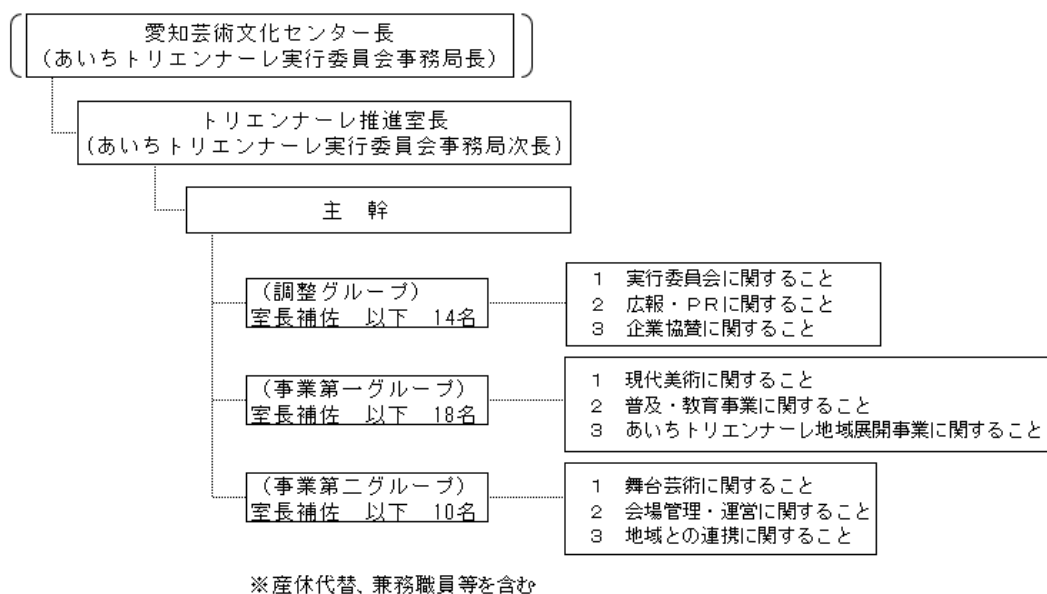 愛知芸術文化センター長
(あいちトリエンナーレ実行委員会事務局長)
トリエンナーレ推進室長
(あいちトリエンナーレ実行委員会事務局次長)
主　幹
(調整グループ)
室長補佐　以下　14名
1　実行委員会に関すること
2　広報・PRに関すること
3　企業協賛に関すること
(事業第一グループ)
室長補佐　以下　18名
1　現代美術に関すること
2　普及・教育事業に関すること
3　あいちトリエンナーレ地域展開事業に関すること
(事業第二グループ)
室長補佐　以下　10名
1　舞台芸術に関すること
2　会場管理・運営に関すること
3　地域との連携に関すること
※産休代替、兼務職員等を含む